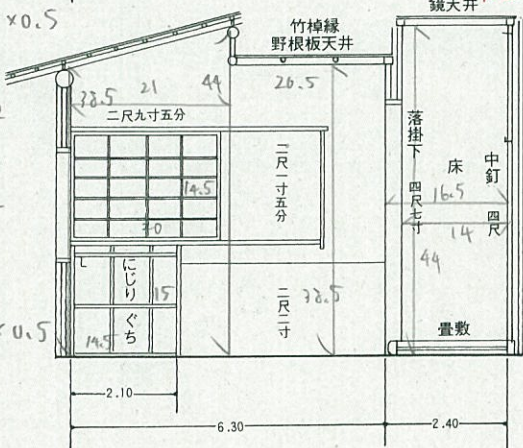 ×0.5
鏡天井
竹棹縁
野根板天井
38.5
21
44
26.5
二尺九寸五分
二尺一寸五分
14.5
30
落掛下 四尺七寸
床
中釘 四尺
16.5
14
44
にじりぐち
15
14.5
二尺二寸
38.5
畳敷
0.5
2.10
6.30
2.40